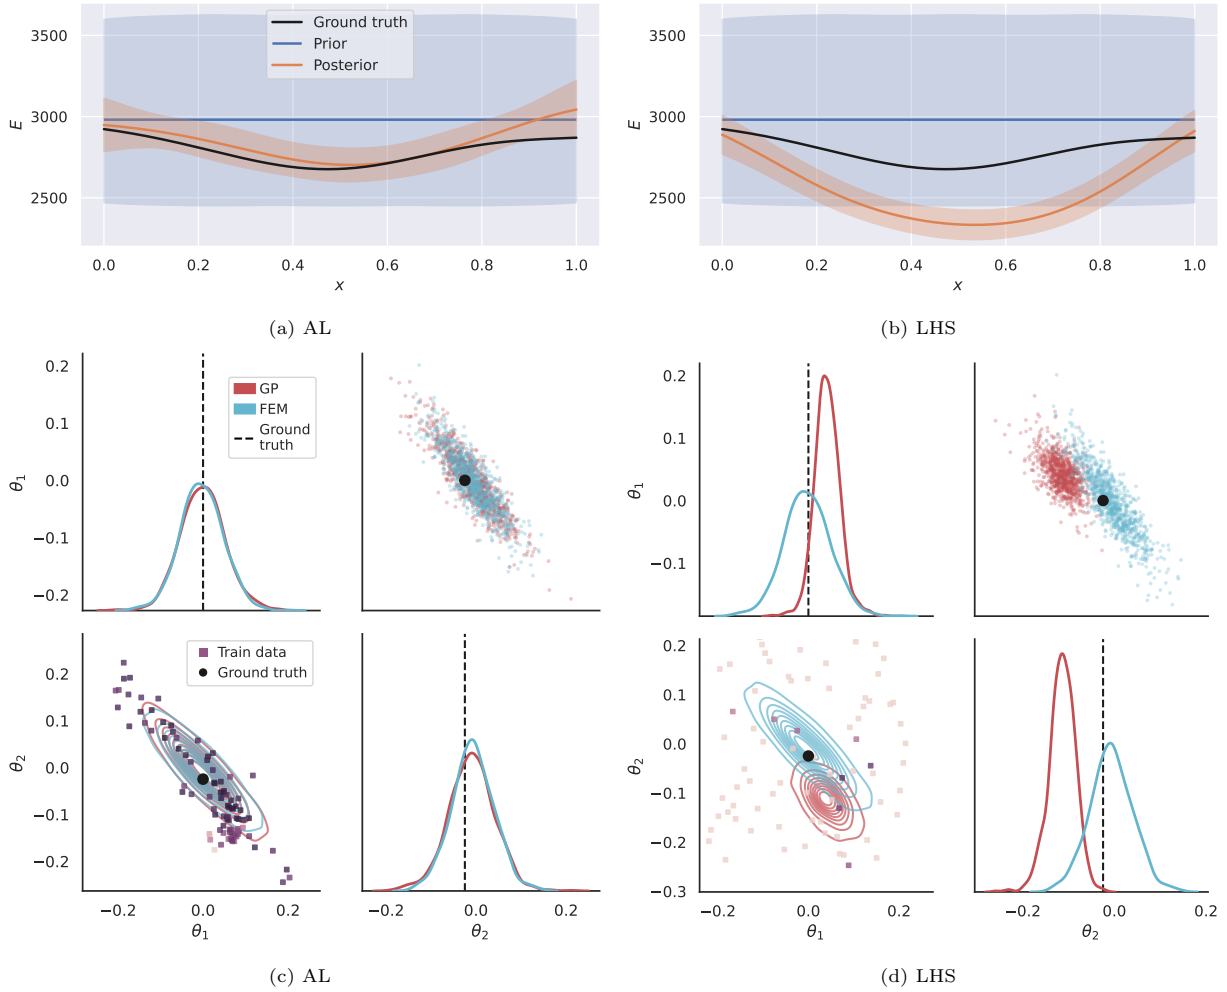 3500
3000
2500
E
Ground truth
Prior
Posterior
0.0 0.2 0.4 0.6 0.8 1.0
x
(a) AL
3500
3000
2500
E
0.0 0.2 0.4 0.6 0.8 1.0
x
(b) LHS
0.2
0.1
0.0
−0.1
−0.2
θ1
GP
FEM
Ground
truth
0.2
0.1
0.0
−0.1
−0.2
θ2
Train data
Ground truth
−0.2 0.0 0.2
θ1
−0.2 0.0 0.2
θ2
(c) AL
0.2
0.1
0.0
−0.1
θ1
0.2
0.1
0.0
−0.1
−0.2
−0.3
θ2
−0.2 0.0 0.2
θ1
−0.2 0.0 0.2
θ2
(d) LHS